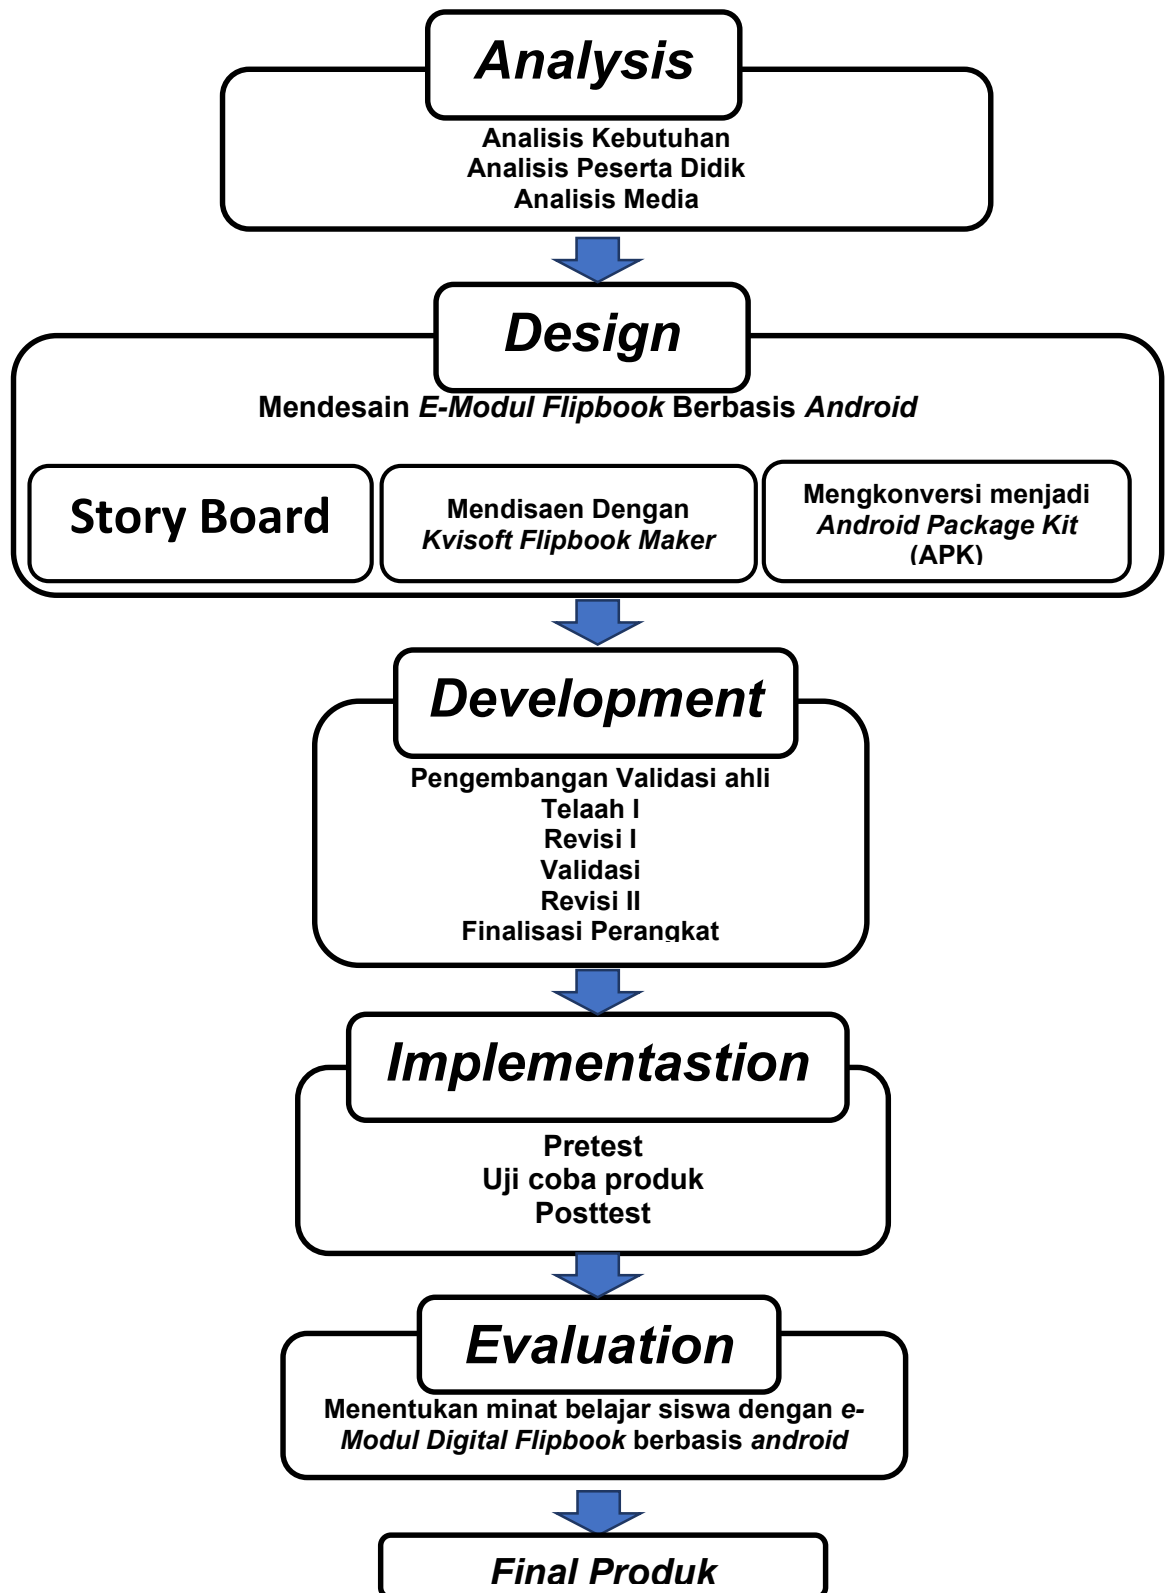 Analysis
Analisis Kebutuhan
Analisis Peserta Didik
Analisis Media
Design
Mendesain E-Modul Flipbook Berbasis Android
Story Board
Mendisaen Dengan
Kvisoft Flipbook Maker
Mengkonversi menjadi
Android Package Kit
(APK)
Development
Pengembangan Validasi ahli
Telaah I
Revisi I
Validasi
Revisi II
Finalisasi Perangkat
Implementastion
Pretest
Uji coba produk
Posttest
Evaluation
Menentukan minat belajar siswa dengan e-
Modul Digital Flipbook berbasis android
Final Produk